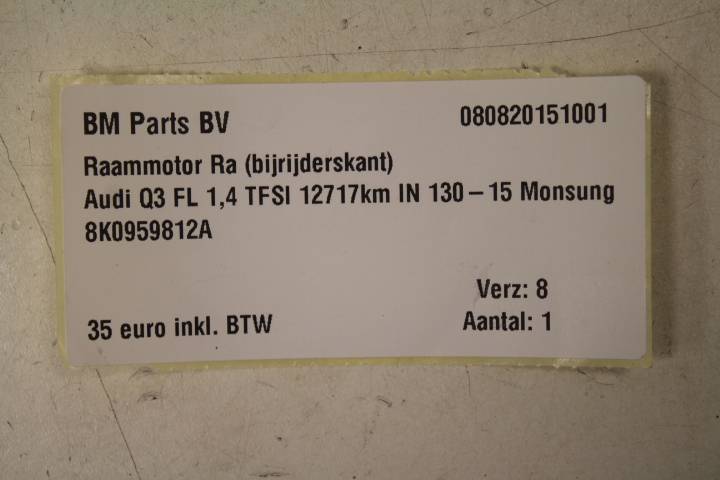 BM Parts BV 080820151001
Raammotor Ra (bijrijderskant)
Audi Q3 FL 1,4 TFSI 12717km IN 130 – 15 Monsung
8K0959812A
Verz: 8
35 euro inkl. BTW Aantal: 1